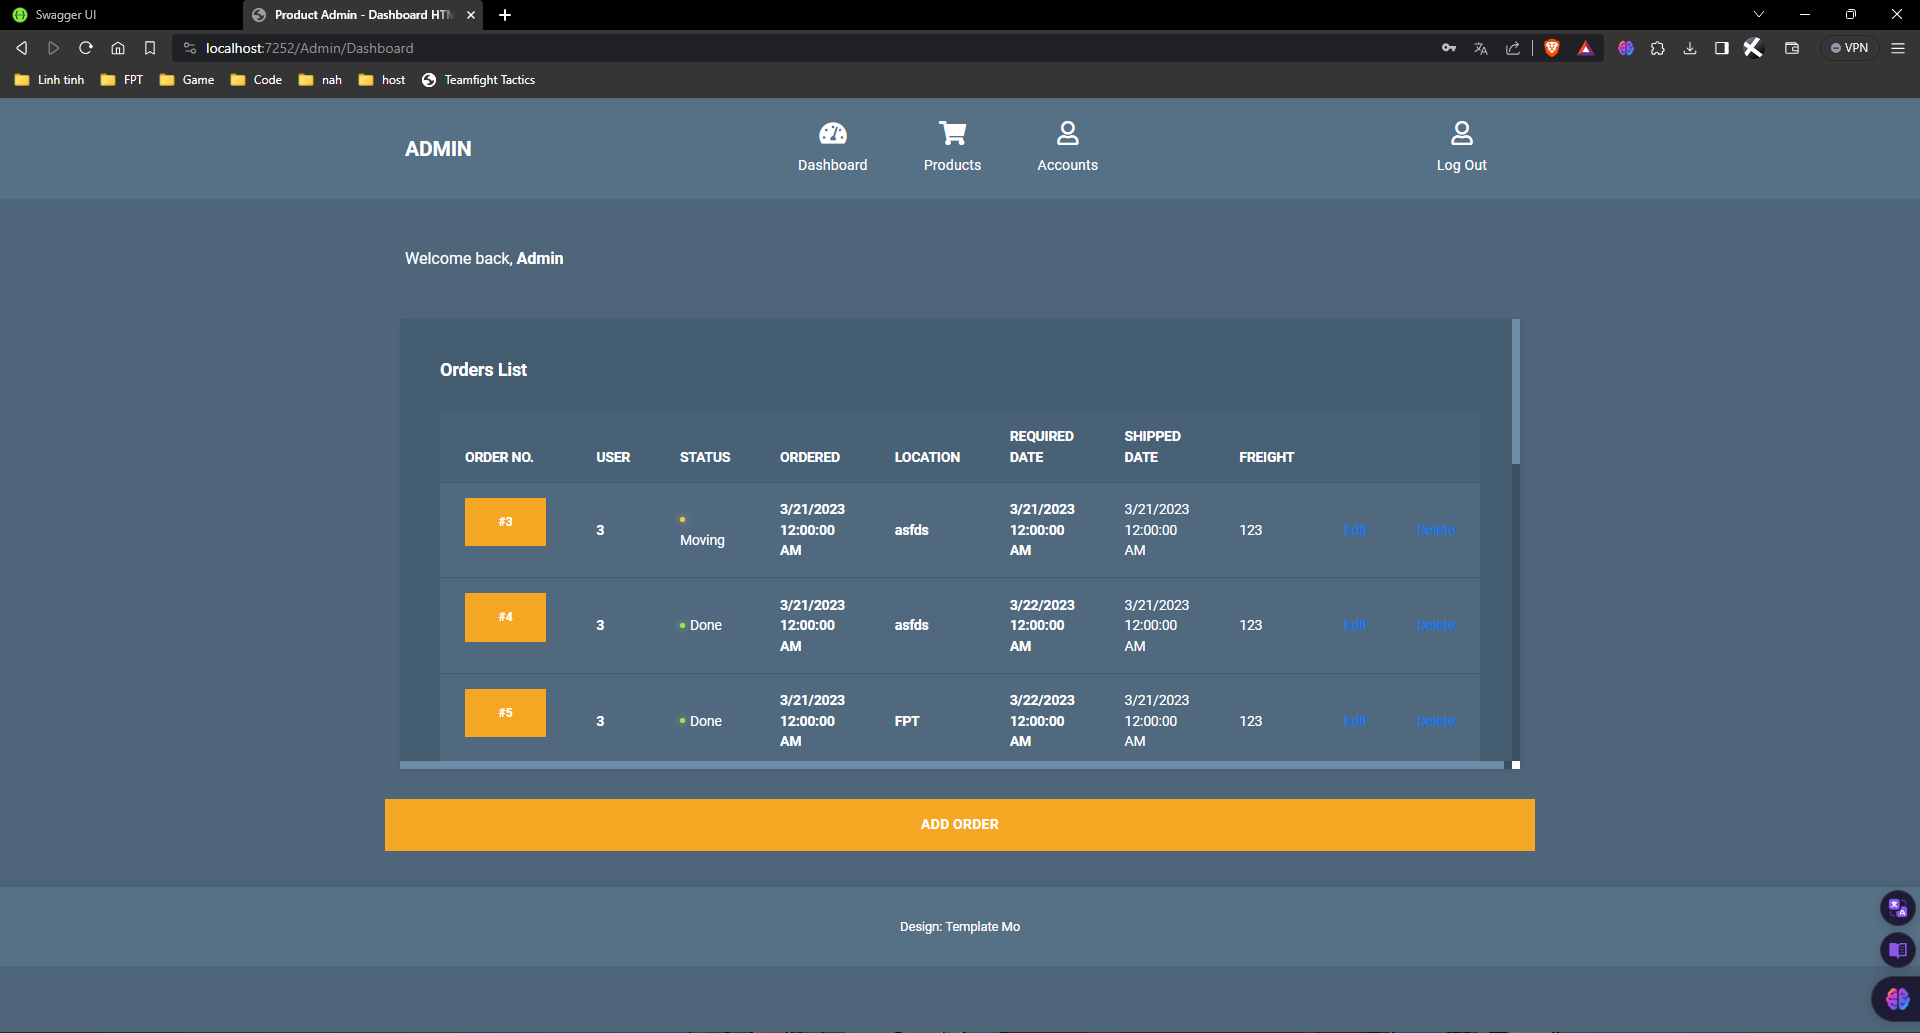 Swagger UI
Product Admin - Dashboard HTM
localhost:7252/Admin/Dashboard
VPN
Linh tinh
FPT
Game
Code
nah
host
Teamfight Tactics
ADMIN
Dashboard
Products
Accounts
Log Out
Welcome back, Admin
Orders List
ORDER NO. USER STATUS ORDERED LOCATION REQUIRED DATE SHIPPED DATE FREIGHT
#3 3 Moving 3/21/2023 12:00:00 AM asfds 3/21/2023 12:00:00 AM 3/21/2023 12:00:00 AM 123 Edit Delete
#4 3 Done 3/21/2023 12:00:00 AM asfds 3/22/2023 12:00:00 AM 3/21/2023 12:00:00 AM 123 Edit Delete
#5 3 Done 3/21/2023 12:00:00 AM FPT 3/22/2023 12:00:00 AM 3/21/2023 12:00:00 AM 123 Edit Delete
ADD ORDER
Design: Template Mo